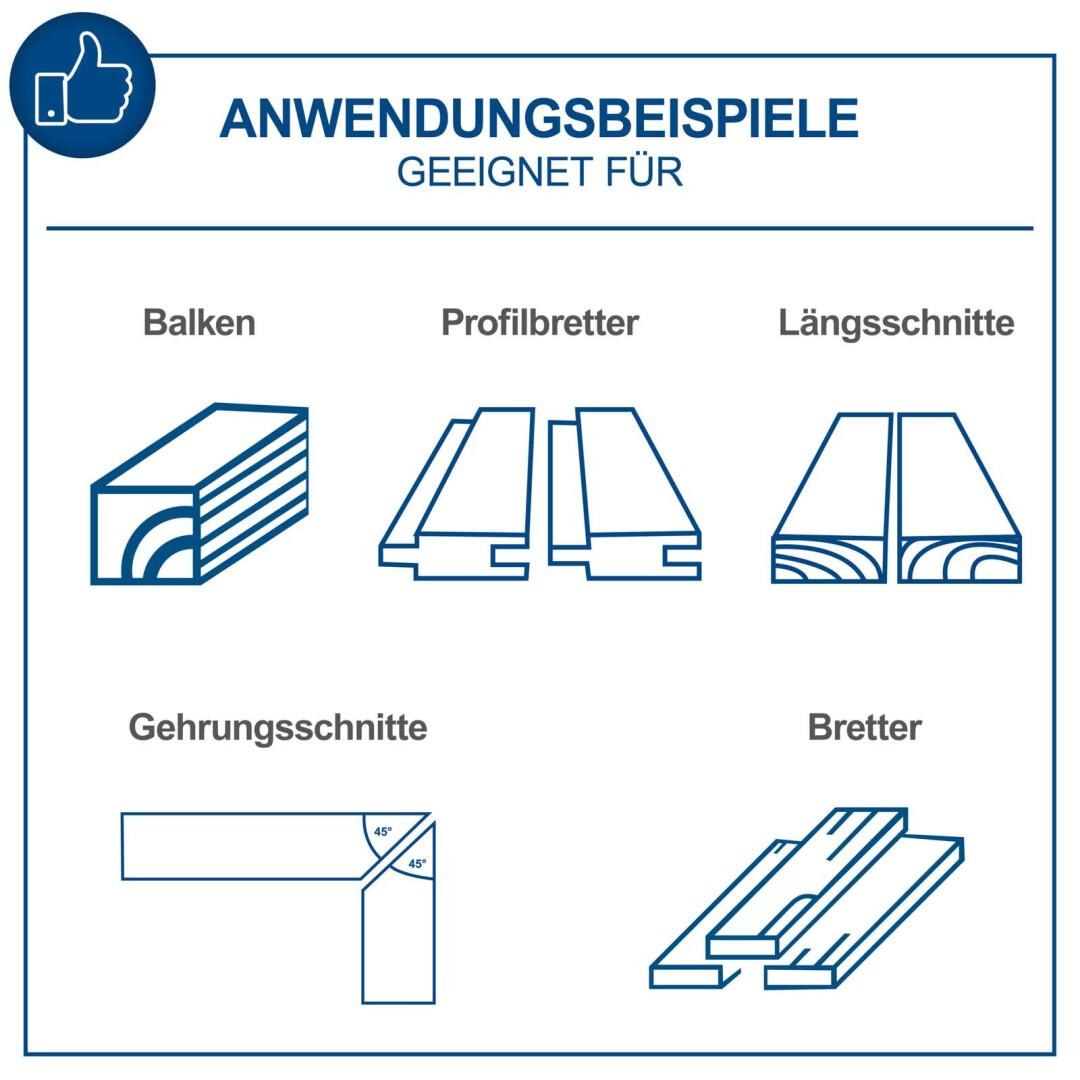 ANWENDUNGSBEISPIELE
GEEIGNET FÜR
Balken
Profilbretter
Längsschnitte
Gehrungsschnitte
Bretter
45°
45°